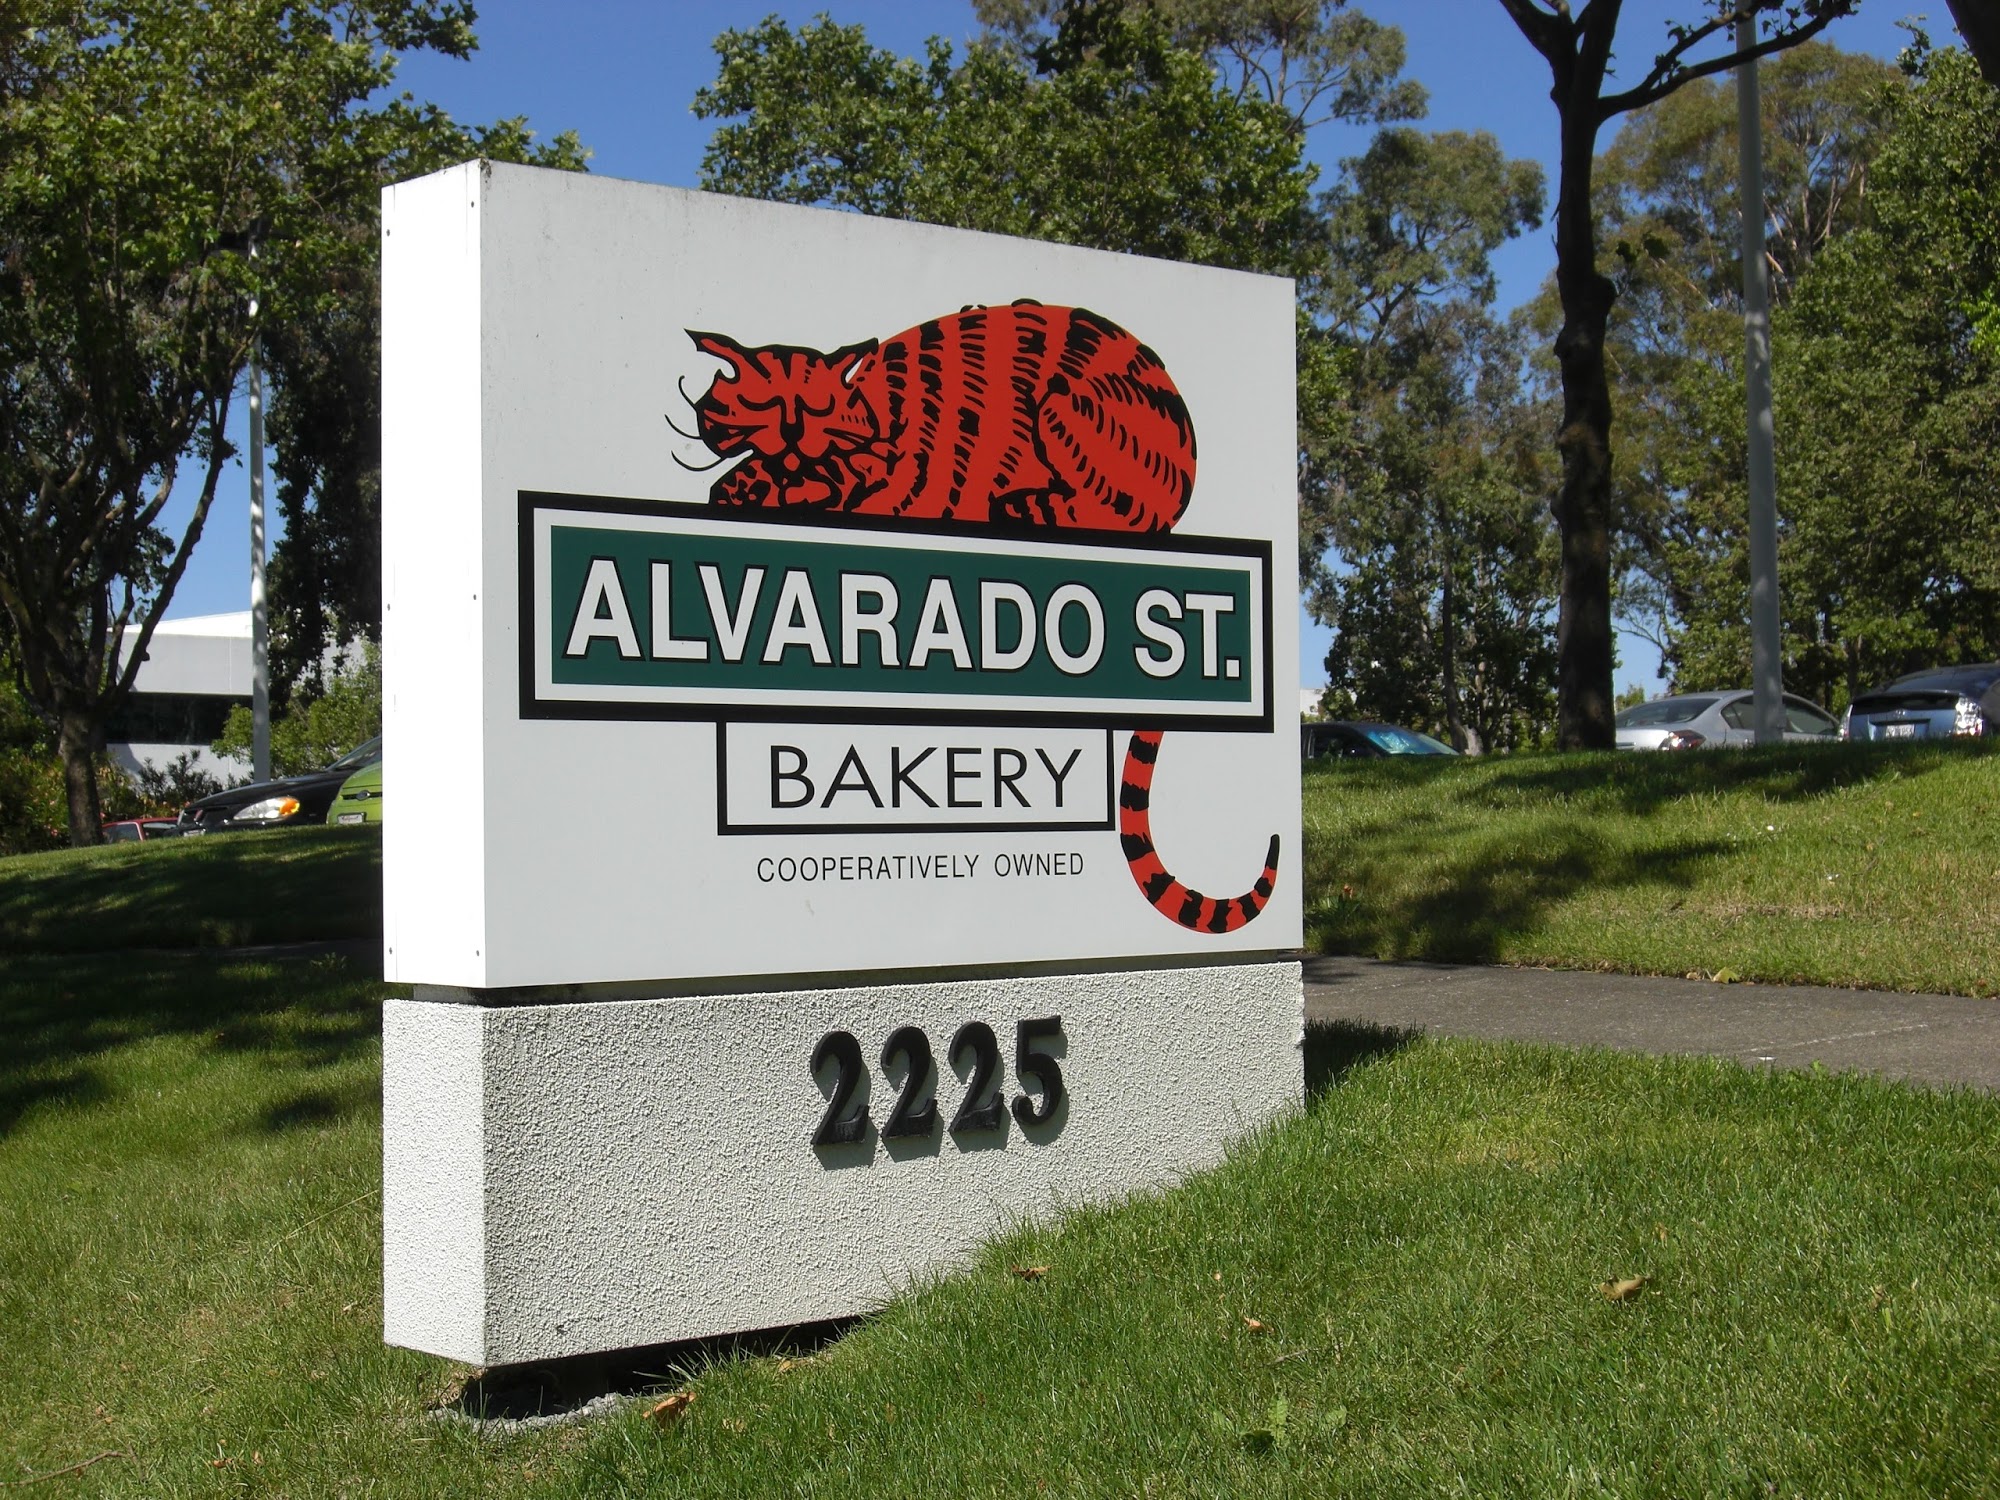 ALVARADO ST.
BAKERY
COOPERATIVELY OWNED
2225